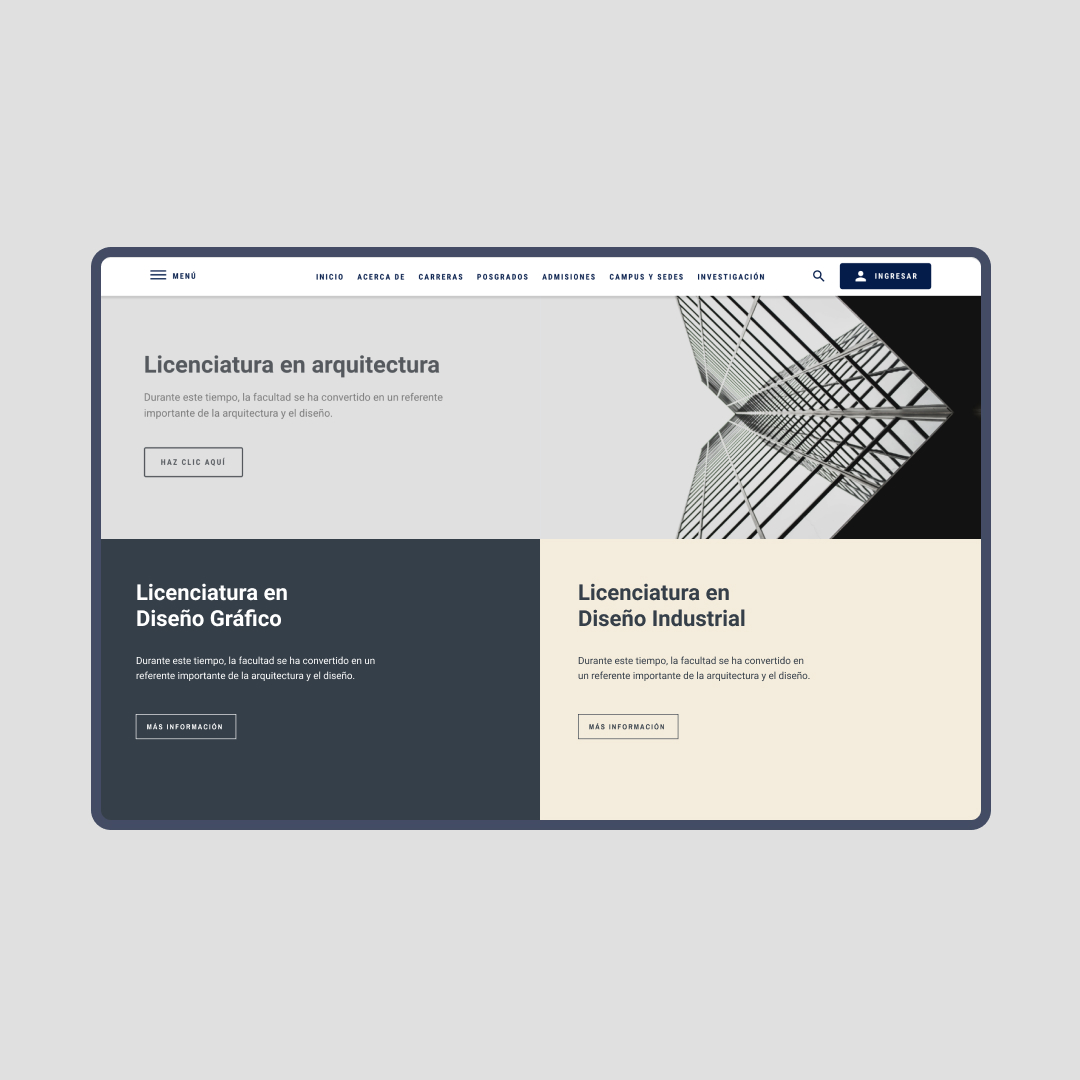 MENÚ
INICIO ACERCA DE CARRERAS POSGRADOS ADMISIONES CAMPUS Y SEDES INVESTIGACIÓN
INGRESAR
Licenciatura en arquitectura
Durante este tiempo, la facultad se ha convertido en un referente
importante de la arquitectura y el diseño.
HAZ CLIC AQUÍ
Licenciatura en
Diseño Gráfico
Durante este tiempo, la facultad se ha convertido en un
referente importante de la arquitectura y el diseño.
MÁS INFORMACIÓN
Licenciatura en
Diseño Industrial
Durante este tiempo, la facultad se ha convertido en
un referente importante de la arquitectura y el diseño.
MÁS INFORMACIÓN